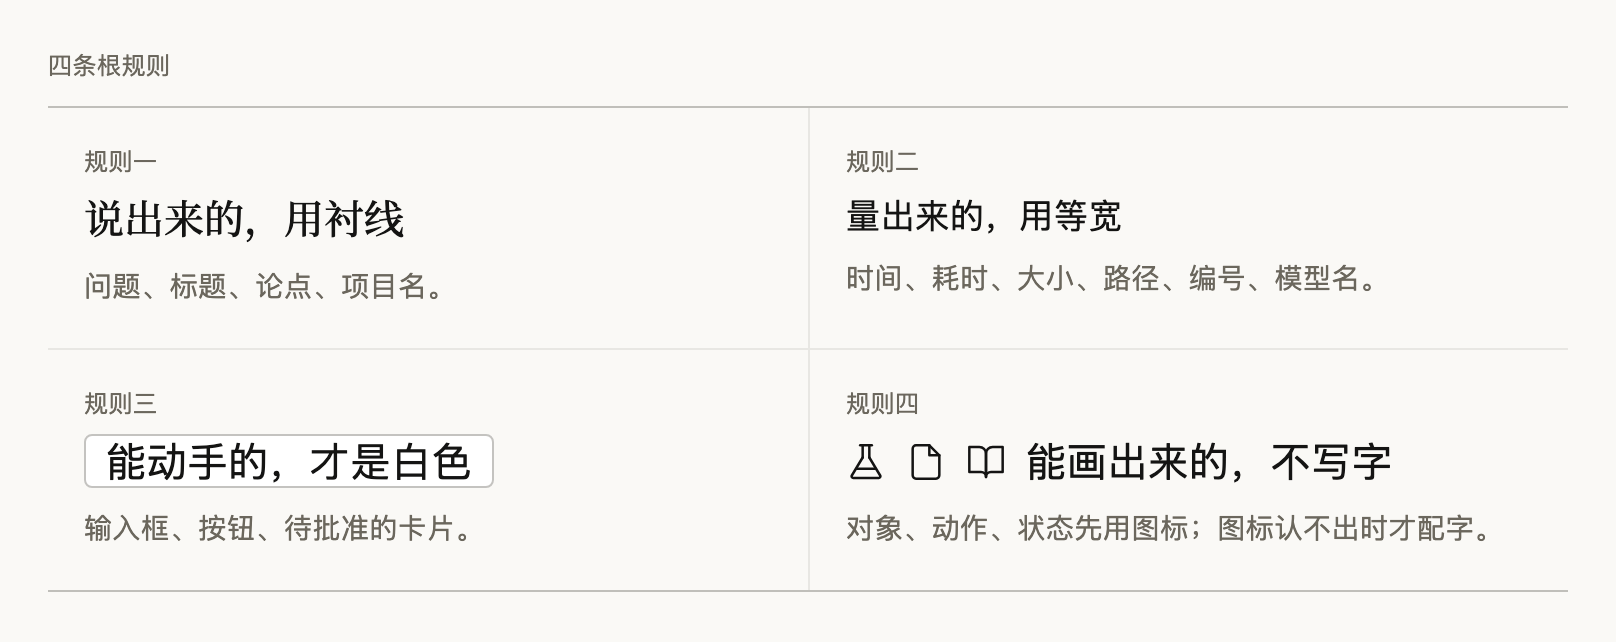 四条根规则
规则一
说出来的，用衬线
问题、标题、论点、项目名。
规则二
量出来的，用等宽
时间、耗时、大小、路径、编号、模型名。
规则三
能动手的，才是白色
输入框、按钮、待批准的卡片。
规则四
能画出来的，不写字
对象、动作、状态先用图标；图标认不出时才配字。